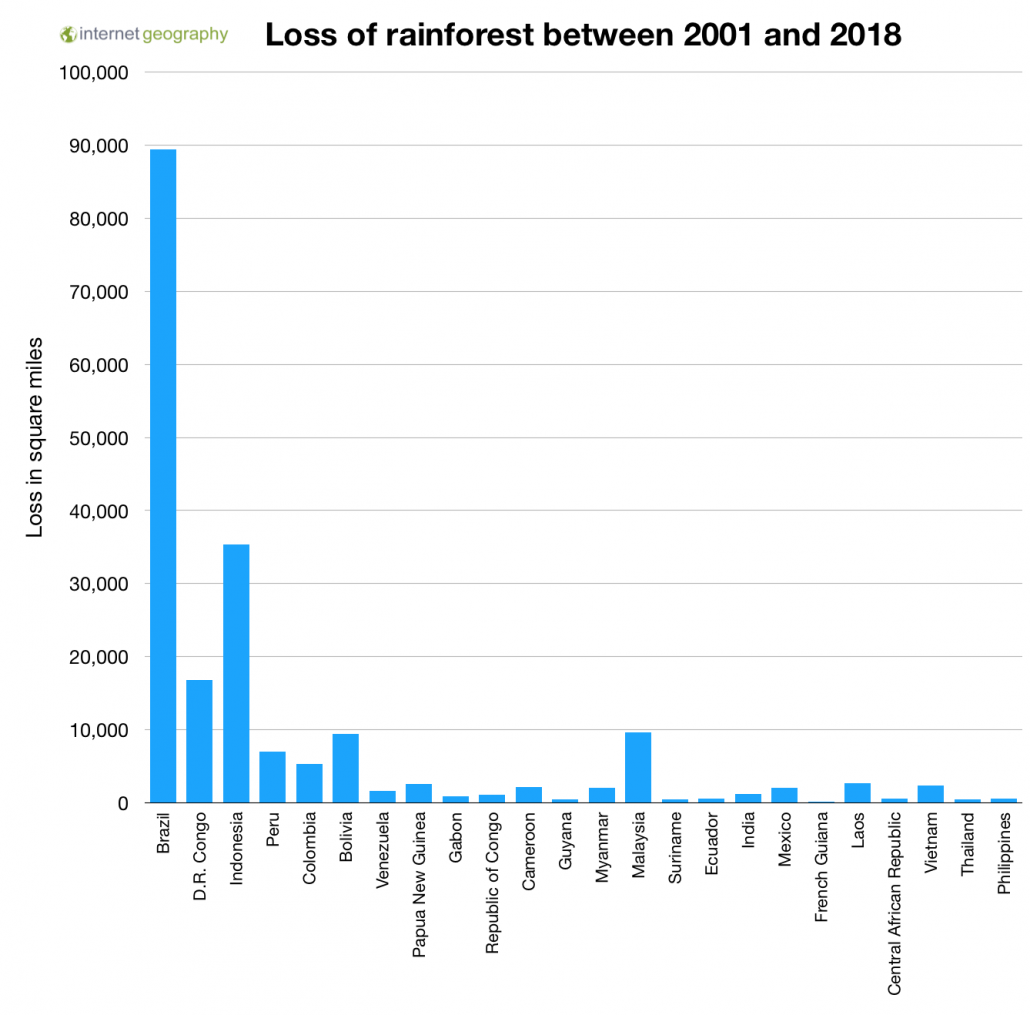 internetgeography
Loss of rainforest between 2001 and 2018
Loss in square miles
100,000
90,000
80,000
70,000
60,000
50,000
40,000
30,000
20,000
10,000
0
Brazil
D.R. Congo
Indonesia
Peru
Colombia
Bolivia
Venezuela
Papua New Guinea
Gabon
Republic of Congo
Cameroon
Guyana
Myanmar
Malaysia
Suriname
Ecuador
India
Mexico
French Guiana
Laos
Central African Republic
Vietnam
Thailand
Philippines